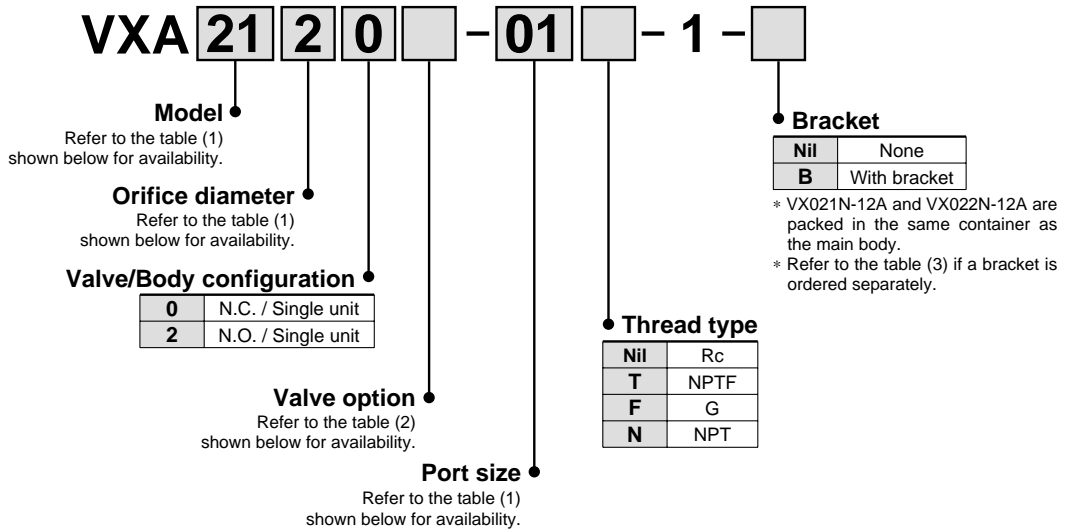 VXA 21 2 0 – 01 – 1 –
Model
Refer to the table (1)
shown below for availability.
Orifice diameter
Refer to the table (1)
shown below for availability.
Valve/Body configuration
0 N.C. / Single unit
2 N.O. / Single unit
Valve option
Refer to the table (2)
shown below for availability.
Port size
Refer to the table (1)
shown below for availability.
Thread type
Nil Rc
T NPTF
F G
N NPT
Bracket
Nil None
B With bracket
∗ VX021N-12A and VX022N-12A are
packed in the same container as
the main body.
∗ Refer to the table (3) if a bracket is
ordered separately.